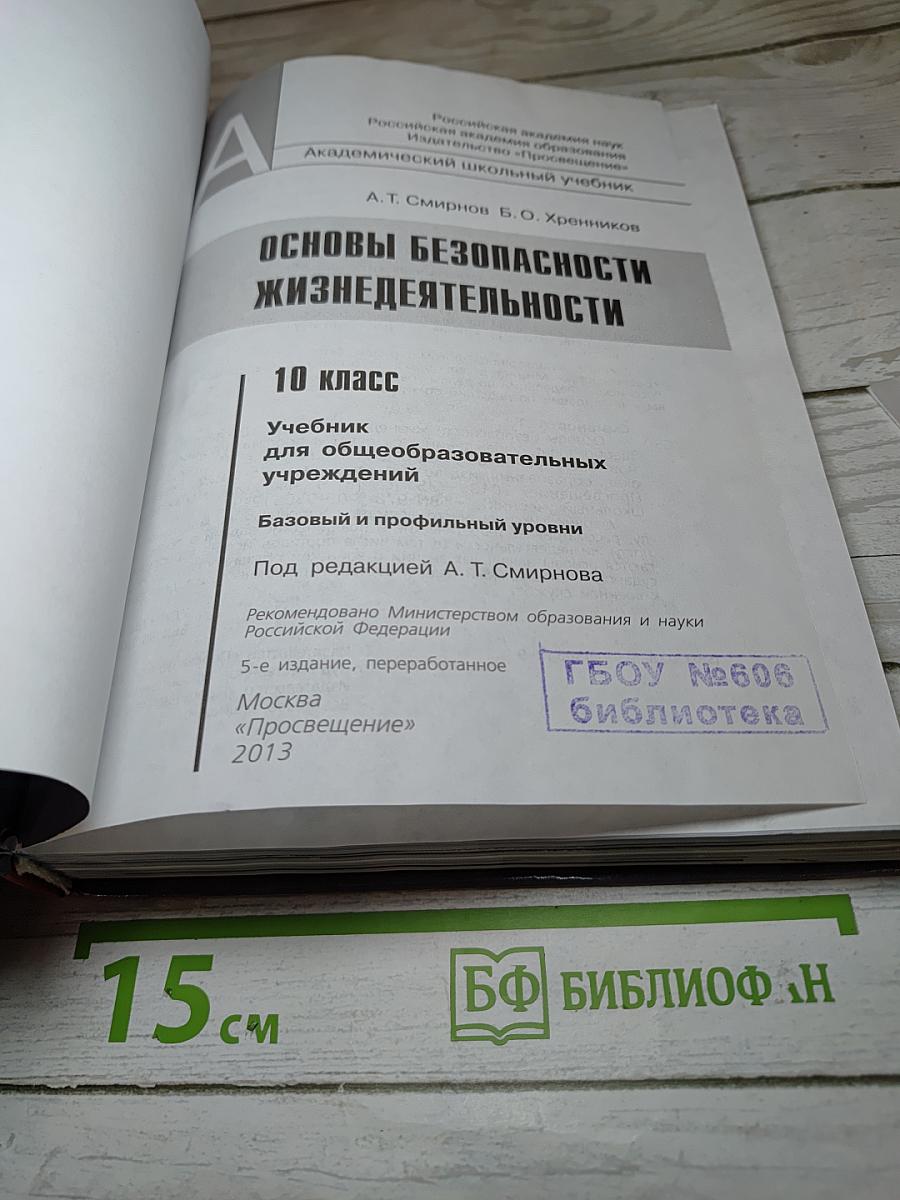 А
Российская академия наук
Российская академия образования
Издательство «Просвещение»
Академический школьный учебник
А. Т. Смирнов Б. О. Хренников
ОСНОВЫ БЕЗОПАСНОСТИ
ЖИЗНЕДЕЯТЕЛЬНОСТИ
10 класс
Учебник
для общеобразовательных
учреждений
Базовый и профильный уровни
Под редакцией А. Т. Смирнова
Рекомендовано Министерством образования и науки
Российской Федерации
5-е издание, переработанное
Москва
«Просвещение»
2013
ГБОУ №606
библиотека
15 см
БФ БИБЛИОФ АН